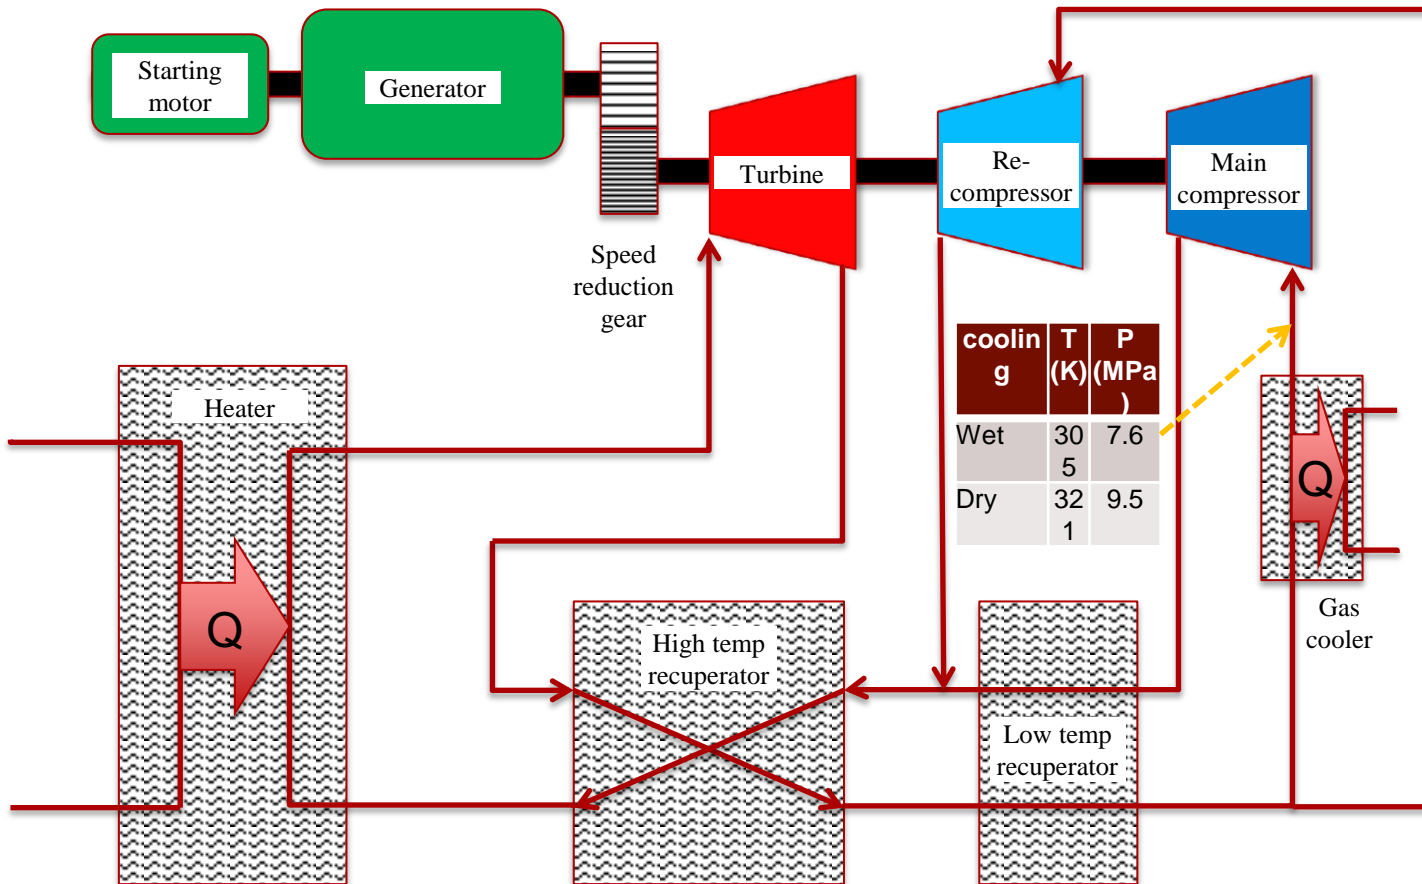 Starting
motor
Generator
Speed
reduction
gear
Turbine
Re-
compressor
Main
compressor
coolin
g
T
(K)
P
(MPa
)
Wet
30
5
7.6
Dry
32
1
9.5
Heater
Q
High temp
recuperator
Low temp
recuperator
Q
Gas
cooler